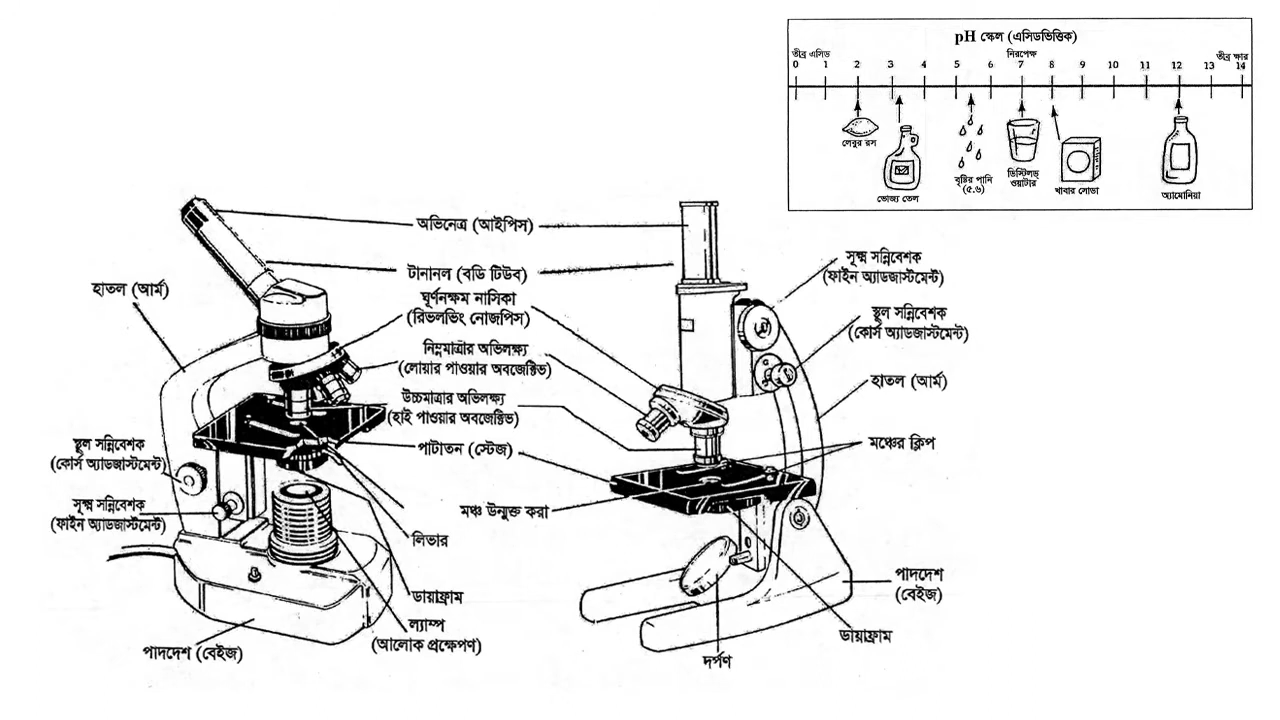 pH স্কেল (এসিডভিত্তিক)
তীব্র এসিড
নিরপেক্ষ
তীব্র ক্ষার
0 1 2 3 4 5 6 7 8 9 10 11 12 13 14
লেবুর রস
ভোজ্য তেল
বৃষ্টির পানি
(৫.৬)
ডিস্টিলড্
ওয়াটার
খাবার সোডা
অ্যামোনিয়া
অভিনেত্র (আইপিস)
টানানল (বডি টিউব)
ঘূর্ণনক্ষম নাসিকা
(রিভলভিং নোজপিস)
নিম্নমাত্রার অভিলক্ষ্য
(লোয়ার পাওয়ার অবজেক্টিভ)
উচ্চমাত্রার অভিলক্ষ্য
(হাই পাওয়ার অবজেক্টিভ)
পাটাতন (স্টেজ)
মঞ্চ উন্মুক্ত করা
লিভার
ডায়াফ্রাম
ল্যাম্প
(আলোক প্রক্ষেপণ)
হাতল (আর্ম)
স্থূল সন্নিবেশক
(কোর্স অ্যাডজাস্টমেন্ট)
সূক্ষ্ম সন্নিবেশক
(ফাইন অ্যাডজাস্টমেন্ট)
পাদদেশ (বেইজ)
সূক্ষ্ম সন্নিবেশক
(ফাইন অ্যাডজাস্টমেন্ট)
স্থূল সন্নিবেশক
(কোর্স অ্যাডজাস্টমেন্ট)
হাতল (আর্ম)
মঞ্চের ক্লিপ
পাদদেশ
(বেইজ)
ডায়াফ্রাম
দর্পণ